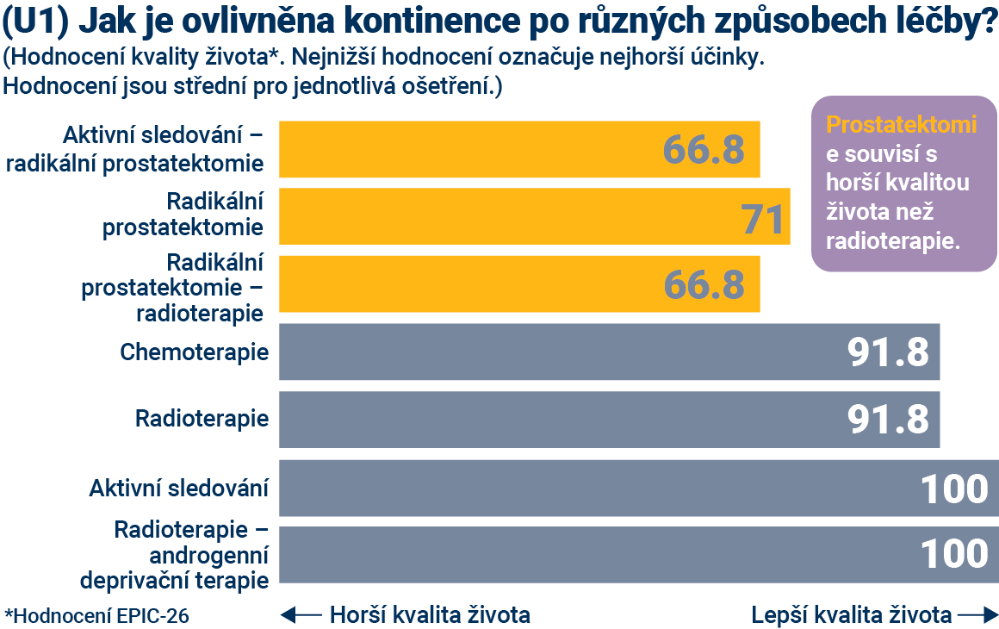 (U1) Jak je ovlivněna kontinence po různých způsobech léčby?
(Hodnocení kvality života*. Nejnižší hodnocení označuje nejhorší účinky.
Hodnocení jsou střední pro jednotlivá ošetření.)
Prostatektomi
e souvisí s
horší kvalitou
života než
radioterapie.
Aktivní sledování –
radikální prostatektomie
66.8
Radikální
prostatektomie
71
Radikální
prostatektomie –
radioterapie
66.8
Chemoterapie
91.8
Radioterapie
91.8
Aktivní sledování
100
Radioterapie –
androgenní
deprivační terapie
100
*Hodnocení EPIC-26
Horší kvalita života
Lepší kvalita života